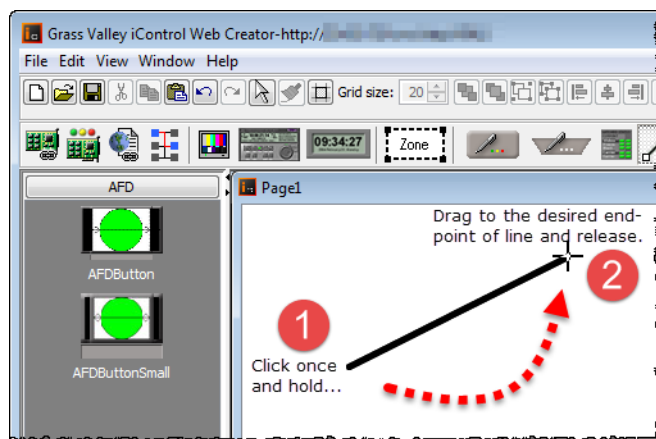 Grass Valley iControl Web Creator-http://
File Edit View Window Help
Grid size: 20
09:34:27
Zone
AFD
Page1
AFDButton
AFDButtonSmall
Drag to the desired end-
point of line and release.
2
1
Click once
and hold...